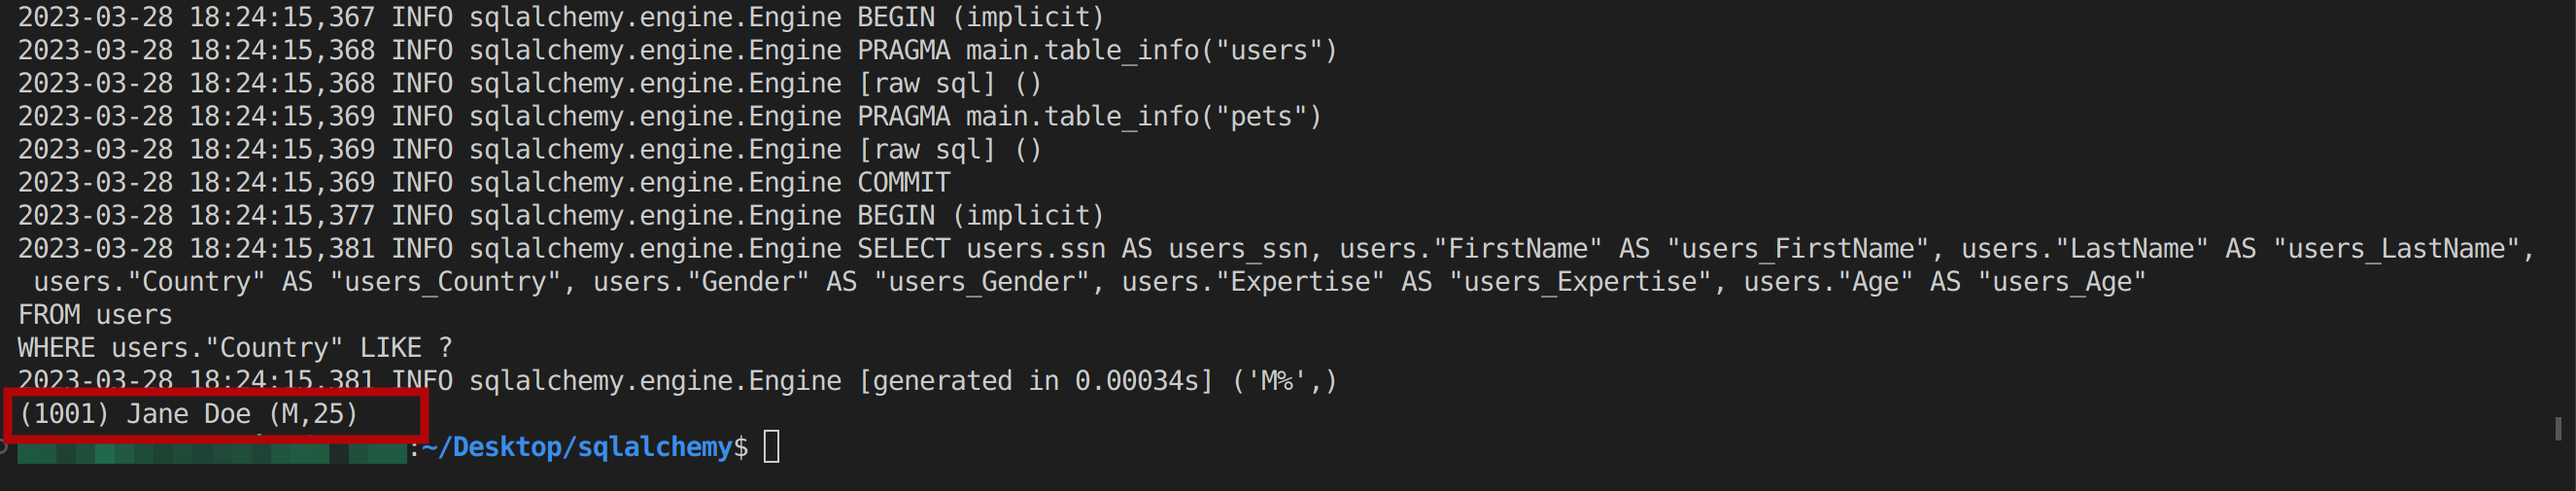 2023-03-28 18:24:15,367 INFO sqlalchemy.engine.Engine BEGIN (implicit)
2023-03-28 18:24:15,368 INFO sqlalchemy.engine.Engine PRAGMA main.table_info("users")
2023-03-28 18:24:15,368 INFO sqlalchemy.engine.Engine [raw sql] ()
2023-03-28 18:24:15,369 INFO sqlalchemy.engine.Engine PRAGMA main.table_info("pets")
2023-03-28 18:24:15,369 INFO sqlalchemy.engine.Engine [raw sql] ()
2023-03-28 18:24:15,369 INFO sqlalchemy.engine.Engine COMMIT
2023-03-28 18:24:15,377 INFO sqlalchemy.engine.Engine BEGIN (implicit)
2023-03-28 18:24:15,381 INFO sqlalchemy.engine.Engine SELECT users.ssn AS users_ssn, users."FirstName" AS "users_FirstName", users."LastName" AS "users_LastName",
users."Country" AS "users_Country", users."Gender" AS "users_Gender", users."Expertise" AS "users_Expertise", users."Age" AS "users_Age"
FROM users
WHERE users."Country" LIKE ?
2023-03-28 18:24:15,381 INFO sqlalchemy.engine.Engine [generated in 0.00034s] ('M%',)
(1001) Jane Doe (M,25)
:~/Desktop/sqlalchemy$